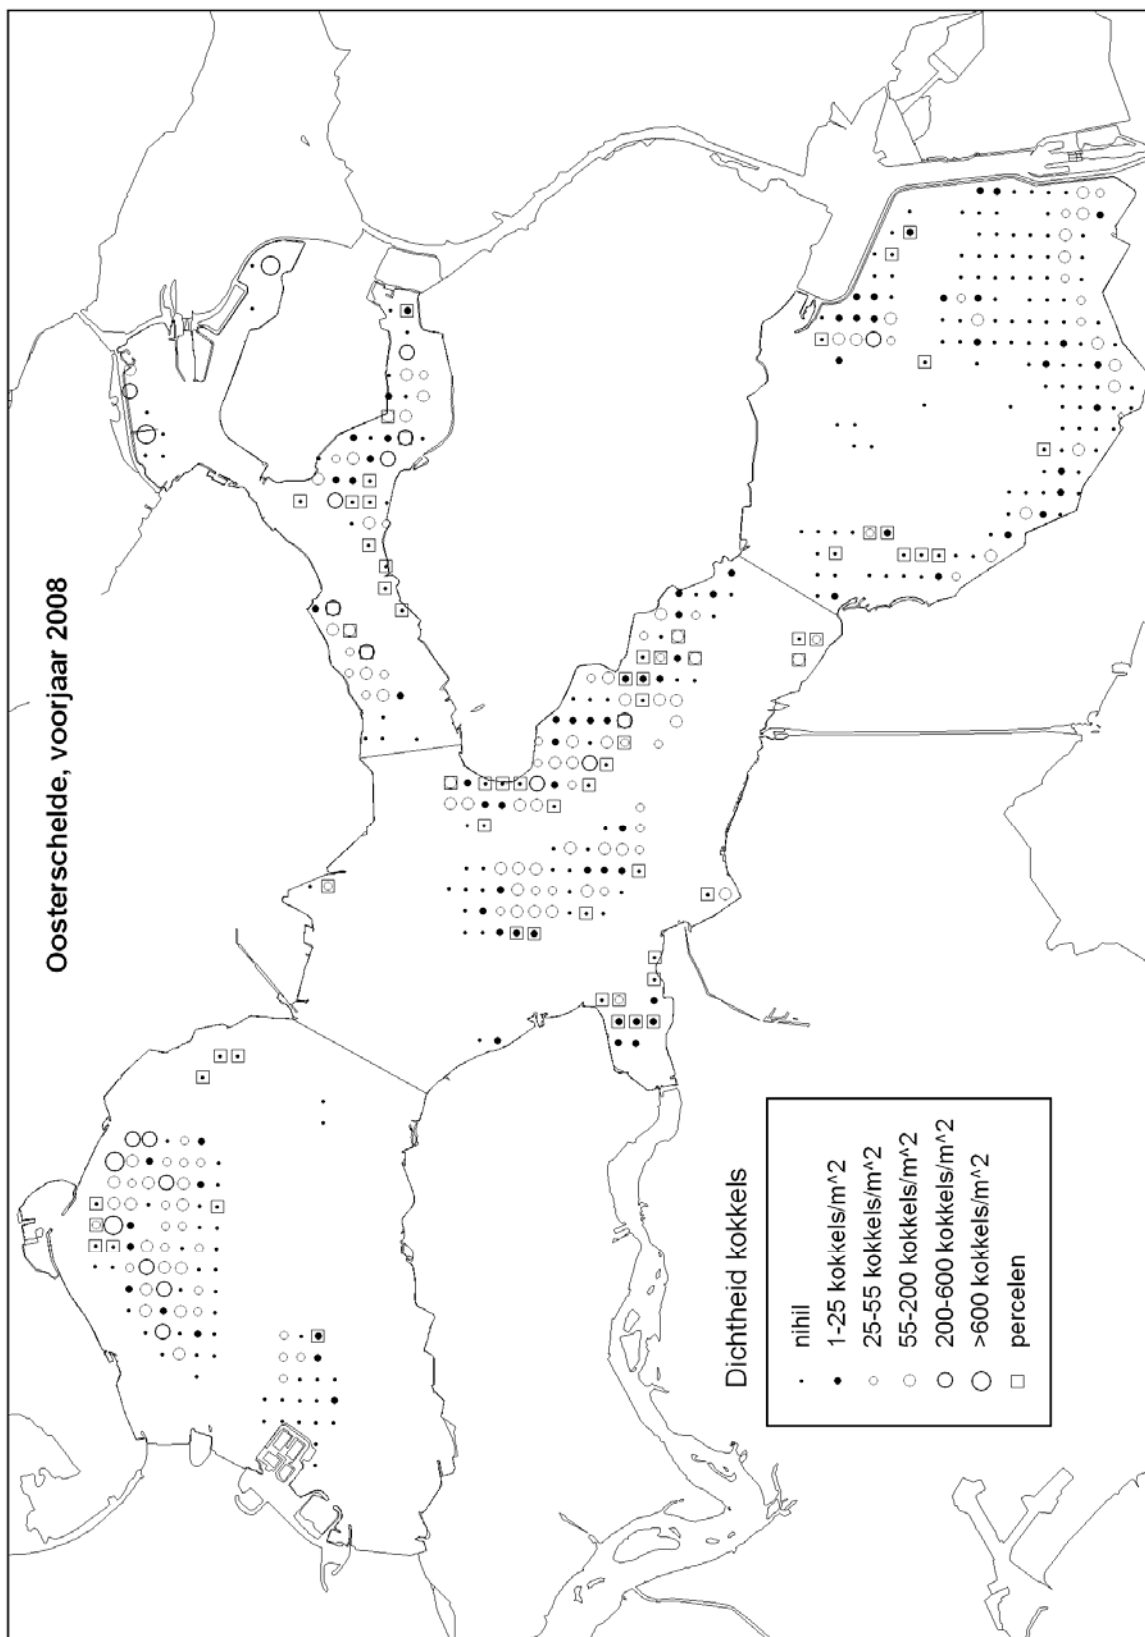 Oosterschelde, voorjaar 2008
Dichtheid kokkels
nihil
1-25 kokkels/m^2
25-55 kokkels/m^2
55-200 kokkels/m^2
200-600 kokkels/m^2
>600 kokkels/m^2
percelen